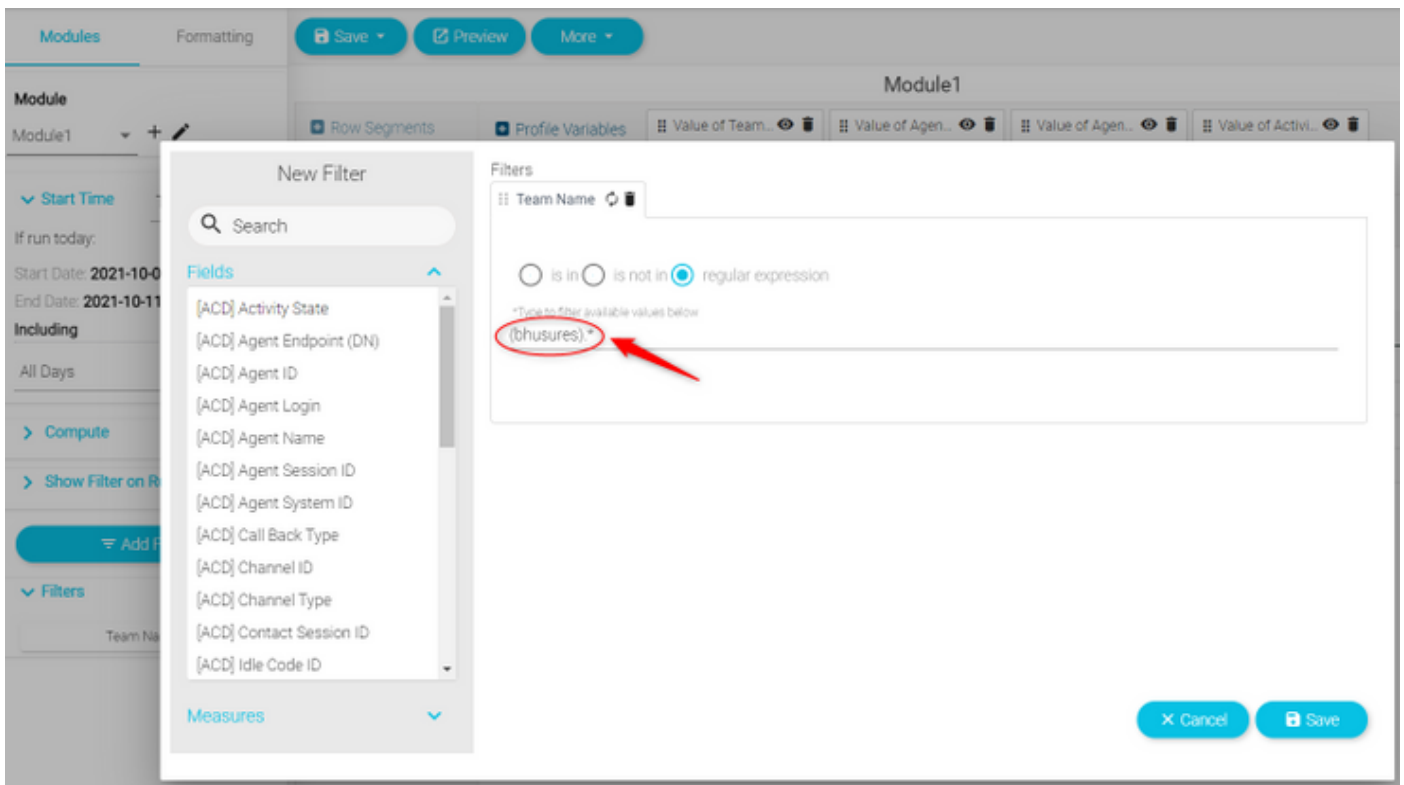 Modules Formatting Save Preview More
Module1
Module
Module1
Row Segments Profile Variables Value of Team... Value of Agen... Value of Agen... Value of Activi...
Start Time
If run today:
Start Date: 2021-10-0
End Date: 2021-10-11
Including
All Days
Compute
Show Filter on R
Add F
Filters
Team Na
New Filter
Search
Fields
[ACD] Activity State
[ACD] Agent Endpoint (DN)
[ACD] Agent ID
[ACD] Agent Login
[ACD] Agent Name
[ACD] Agent Session ID
[ACD] Agent System ID
[ACD] Call Back Type
[ACD] Channel ID
[ACD] Channel Type
[ACD] Contact Session ID
[ACD] Idle Code ID
Measures
Filters
Team Name
is in is not in regular expression
*Type to filter available values below
(bhusures).*
Cancel Save